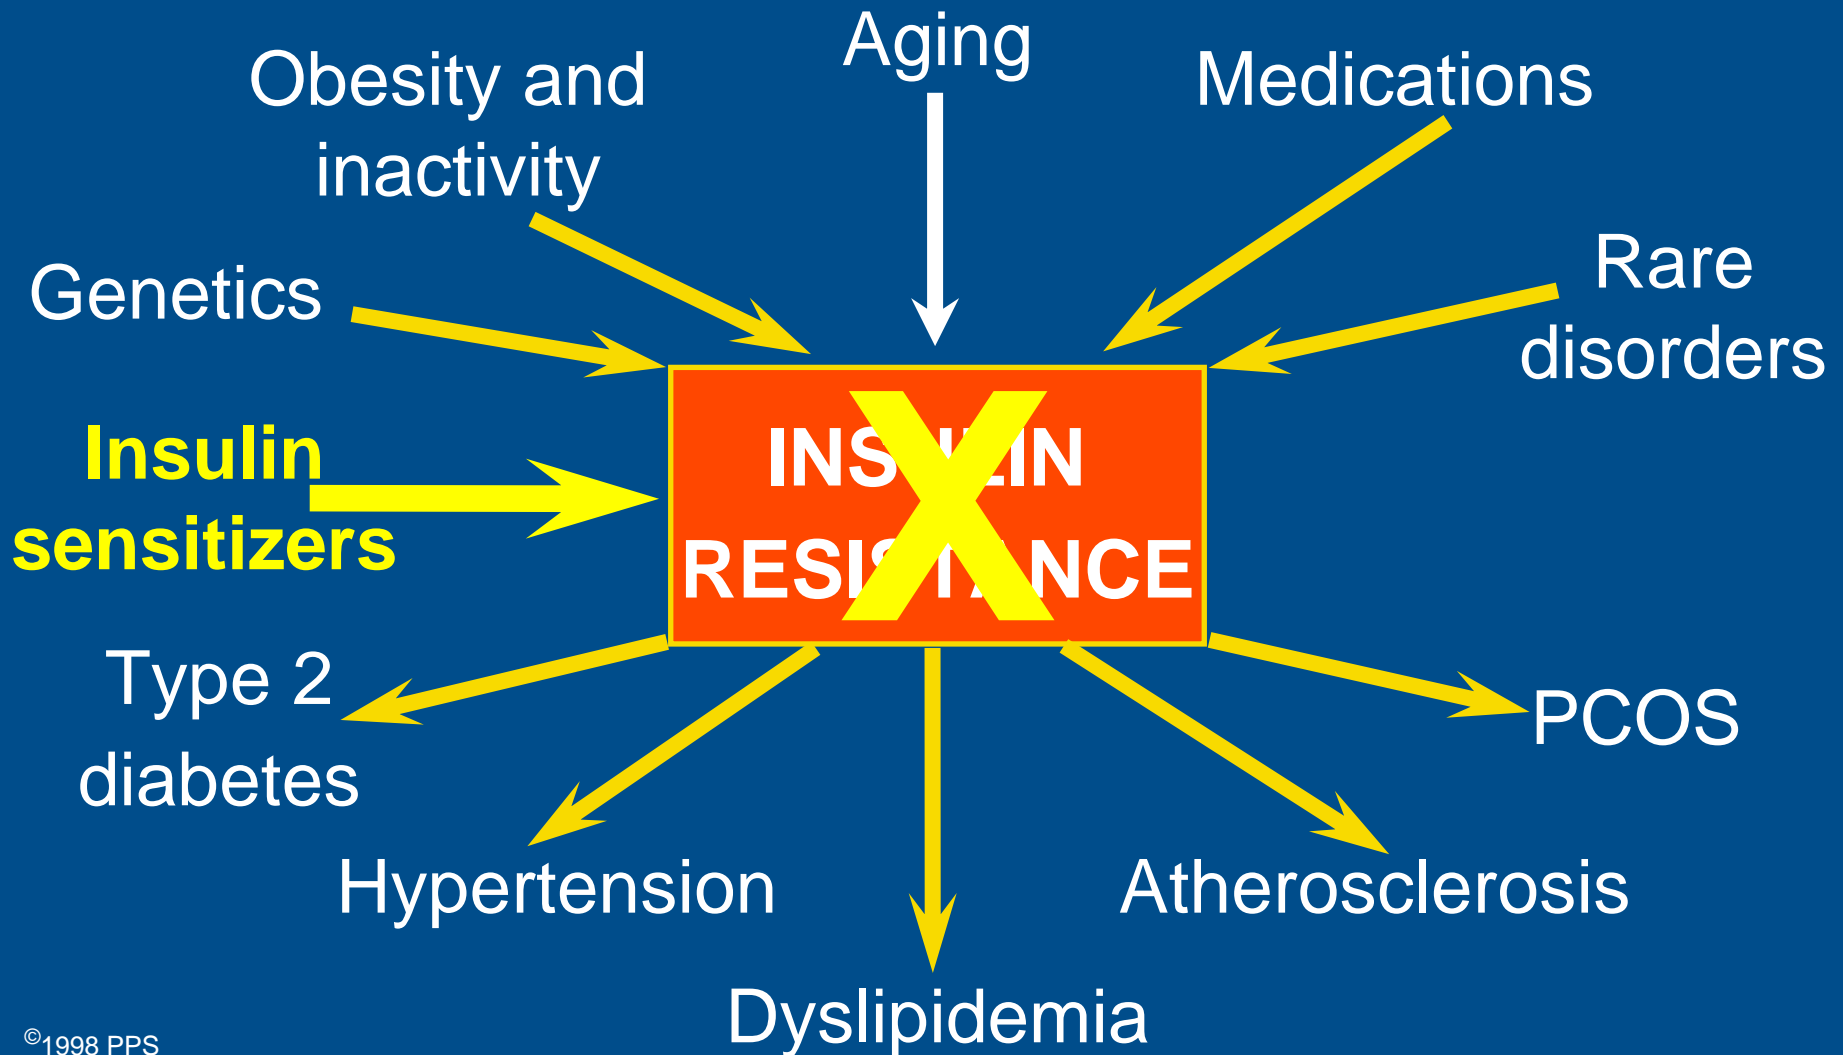 Aging
Obesity and
inactivity
Medications
Genetics
Rare
disorders
Insulin
sensitizers
INSULIN
RESISTANCE
X
Type 2
diabetes
PCOS
Hypertension
Atherosclerosis
Dyslipidemia
©1998 PPS